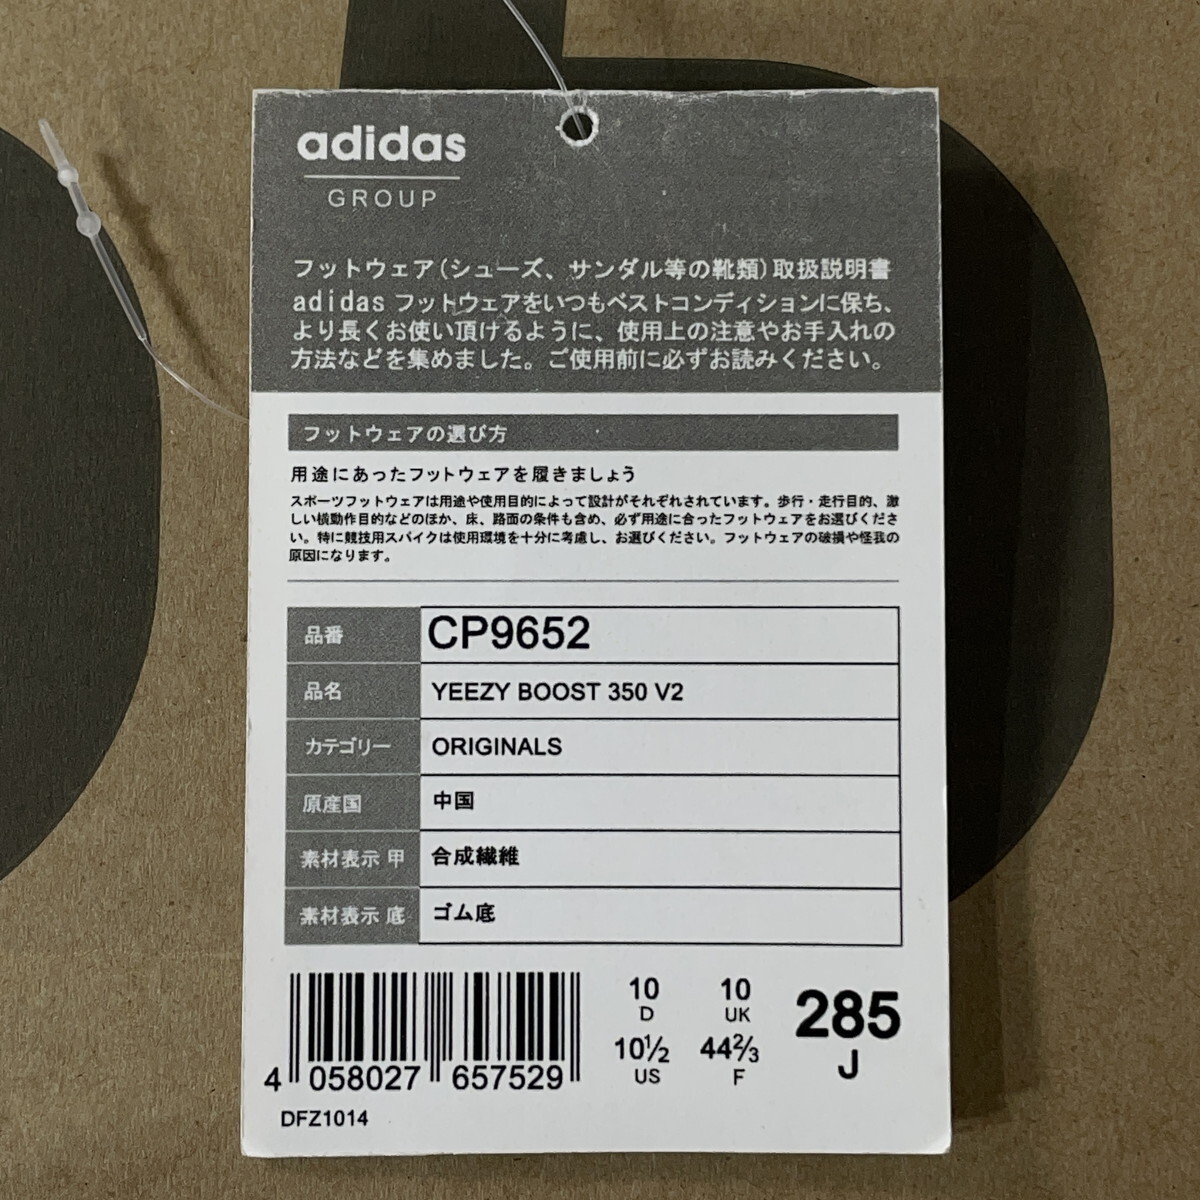 adidas
GROUP
フットウェア(シューズ、サンダル等の靴類)取扱説明書
adidas フットウェアをいつもベストコンディションに保ち、
より長くお使い頂けるように、使用上の注意やお手入れの
方法などを集めました。ご使用前に必ずお読みください。
フットウェアの選び方
用途にあったフットウェアを履きましょう
スポーツフットウェアは用途や使用目的によって設計がそれぞれされています。歩行・走行目的、激
しい横動作目的などのほか、床、路面の条件も含め、必ず用途に合ったフットウェアをお選びくださ
い。特に競技用スパイクは使用環境を十分に考慮し、お選びください。フットウェアの破損や怪我の
原因になります。
品番 CP9652
品名 YEEZY BOOST 350 V2
カテゴリー ORIGINALS
原産国 中国
素材表示 甲 合成繊維
素材表示 底 ゴム底
10 10 285
D UK J
10½ 44⅔
US F
4 058027 657529
DFZ1014